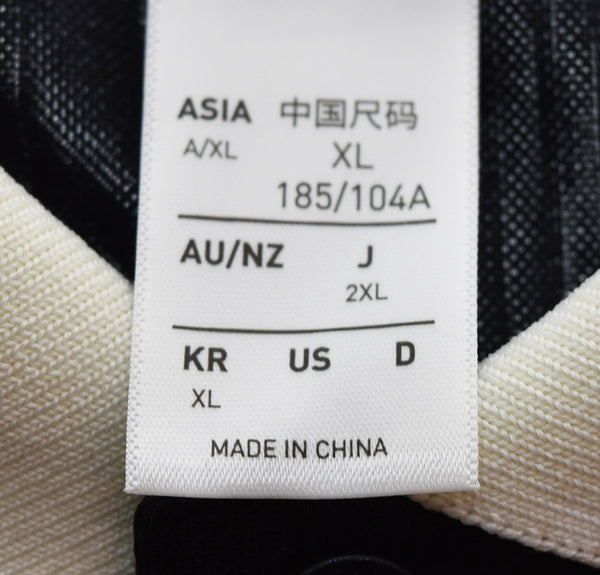 ASIA 中国尺码
A/XL XL
185/104A
AU/NZ J
2XL
KR US D
XL
MADE IN CHINA